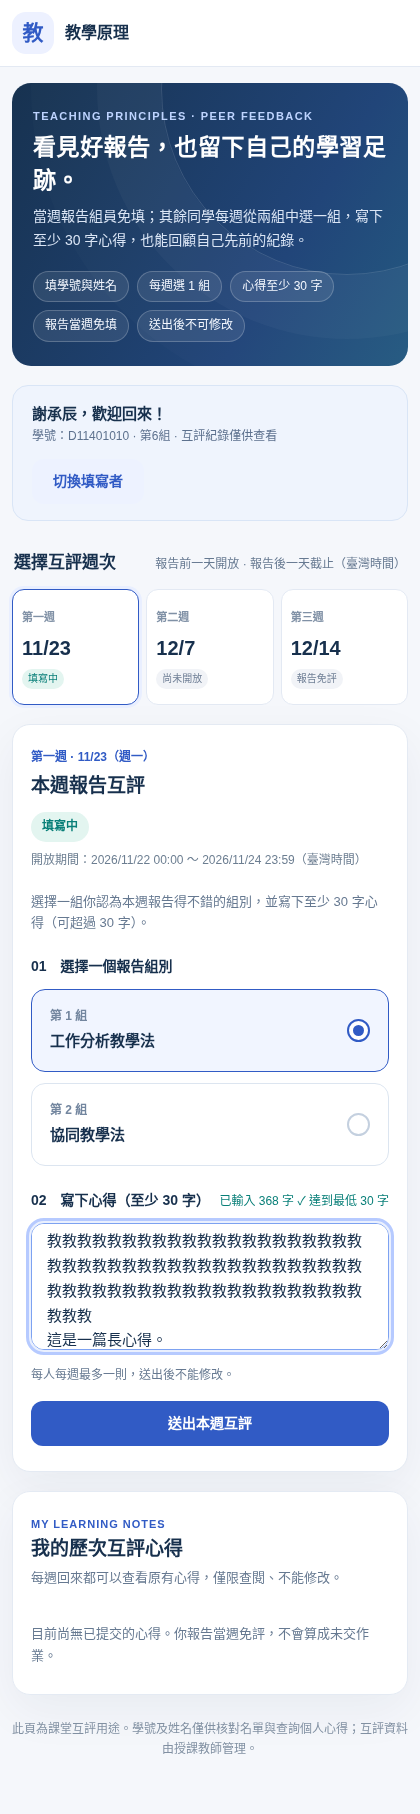 教 教學原理
TEACHING PRINCIPLES · PEER FEEDBACK
看見好報告，也留下自己的學習足
跡。
當週報告組員免填；其餘同學每週從兩組中選一組，寫下
至少 30 字心得，也能回顧自己先前的紀錄。
填學號與姓名 每週選 1 組 心得至少 30 字
報告當週免填 送出後不可修改
謝承辰，歡迎回來！
學號：D11401010 · 第6組 · 互評紀錄僅供查看
切換填寫者
選擇互評週次 報告前一天開放 · 報告後一天截止（臺灣時間）
第一週 第二週 第三週
11/23 12/7 12/14
填寫中 尚未開放 報告免評
第一週 · 11/23（週一）
本週報告互評
填寫中
開放期間：2026/11/22 00:00 ～ 2026/11/24 23:59（臺灣時間）
選擇一組你認為本週報告得不錯的組別，並寫下至少 30 字心
得（可超過 30 字）。
01 選擇一個報告組別
第 1 組
工作分析教學法
第 2 組
協同教學法
02 寫下心得（至少 30 字） 已輸入 368 字 ✓ 達到最低 30 字
教教教教教教教教教教教教教教教教教教教教教
教教教教教教教教教教教教教教教教教教教教教
教教教教教教教教教教教教教教教教教教教教教
教教教
這是一篇長心得。
每人每週最多一則，送出後不能修改。
送出本週互評
MY LEARNING NOTES
我的歷次互評心得
每週回來都可以查看原有心得，僅限查閱、不能修改。
目前尚無已提交的心得。你報告當週免評，不會算成未交作
業。
此頁為課堂互評用途。學號及姓名僅供核對名單與查詢個人心得；互評資料
由授課教師管理。